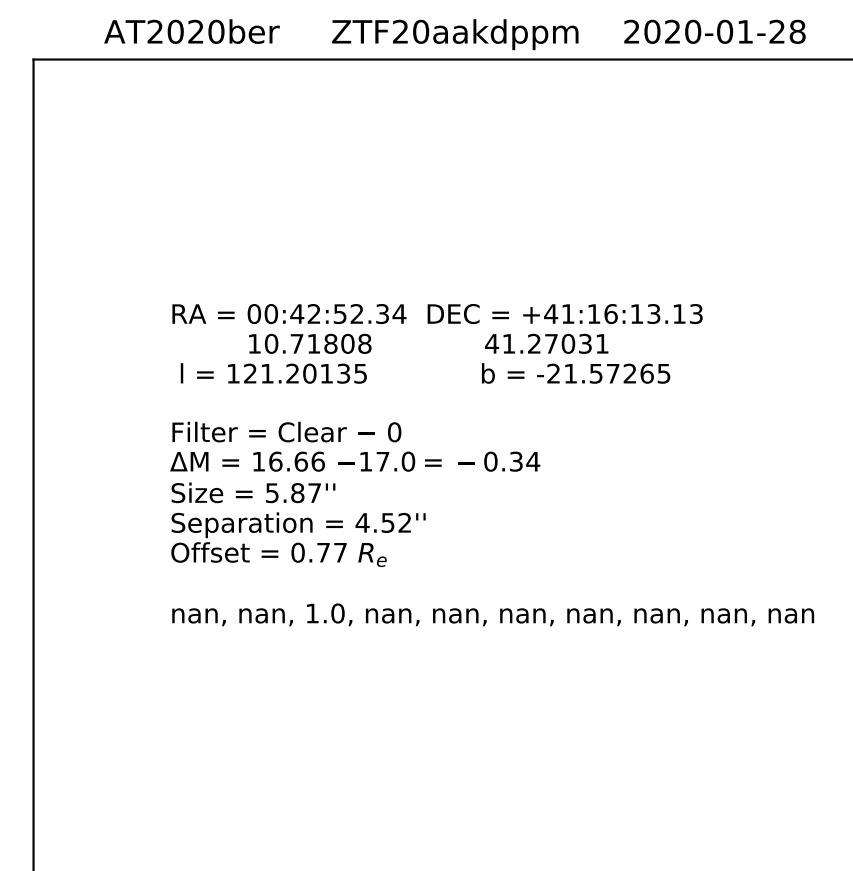 AT2020ber ZTF20aakdppm 2020-01-28
RA = 00:42:52.34 DEC = +41:16:13.13
10.71808 41.27031
l = 121.20135 b = -21.57265
Filter = Clear − 0
ΔM = 16.66 −17.0 = − 0.34
Size = 5.87''
Separation = 4.52''
Offset = 0.77 Re
nan, nan, 1.0, nan, nan, nan, nan, nan, nan, nan